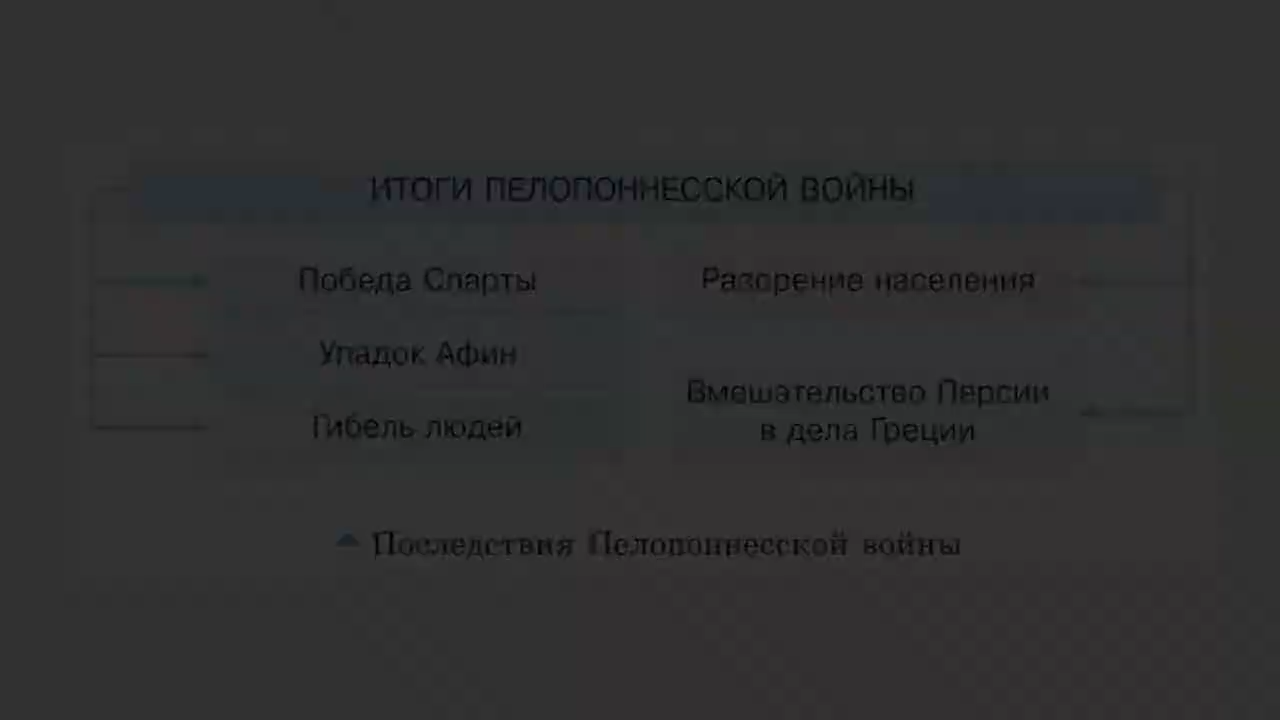 ИТОГИ ПЕЛОПОННЕССКОЙ ВОЙНЫ
Победа Спарты
Упадок Афин
Гибель людей
Разорение населения
Вмешательство Персии
в дела Греции
Последствия Пелопоннесской войны